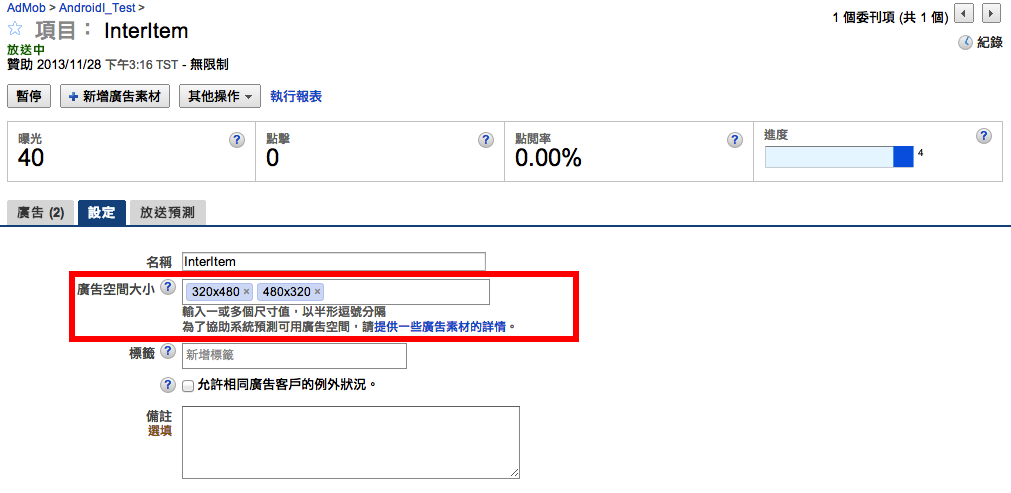 AdMob > AndroidI_Test >
1 個委刊項 (共 1 個)
項目： InterItem
紀錄
放送中
贊助 2013/11/28 下午3:16 TST - 無限制
暫停
新增廣告素材
其他操作
執行報表
曝光
40
點擊
0
點閱率
0.00%
進度
4
廣告 (2)
設定
放送預測
名稱
InterItem
廣告空間大小
320x480 ×
480x320 ×
輸入一或多個尺寸值，以半形逗號分隔
為了協助系統預測可用廣告空間，請提供一些廣告素材的詳情。
標籤
新增標籤
允許相同廣告客戶的例外狀況。
備註
選填